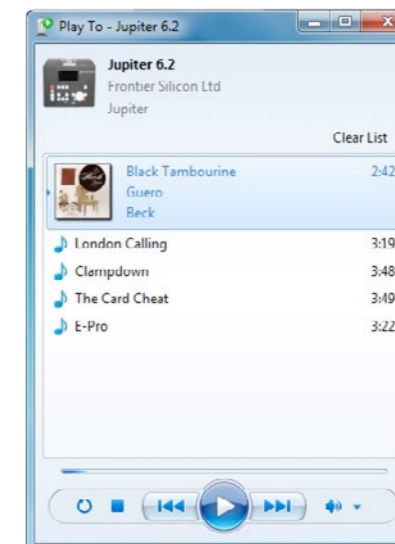 Play To - Jupiter 6.2
Jupiter 6.2
Frontier Silicon Ltd
Jupiter
Clear List
Black Tambourine 2:42
Guero
Beck
London Calling 3:19
Clampdown 3:48
The Card Cheat 3:49
E-Pro 3:22